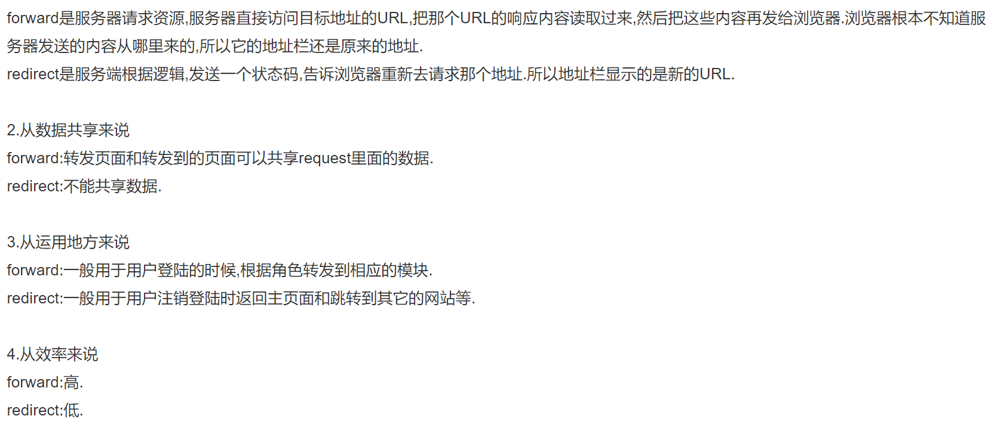 forward是服务器请求资源,服务器直接访问目标地址的URL,把那个URL的响应内容读取过来,然后把这些内容再发给浏览器.浏览器根本不知道服
务器发送的内容从哪里来的,所以它的地址栏还是原来的地址.
redirect是服务端根据逻辑,发送一个状态码,告诉浏览器重新去请求那个地址.所以地址栏显示的是新的URL.
2.从数据共享来说
forward:转发页面和转发到的页面可以共享request里面的数据.
redirect:不能共享数据.
3.从运用地方来说
forward:一般用于用户登陆的时候,根据角色转发到相应的模块.
redirect:一般用于用户注销登陆时返回主页面和跳转到其它的网站等.
4.从效率来说
forward:高.
redirect:低.